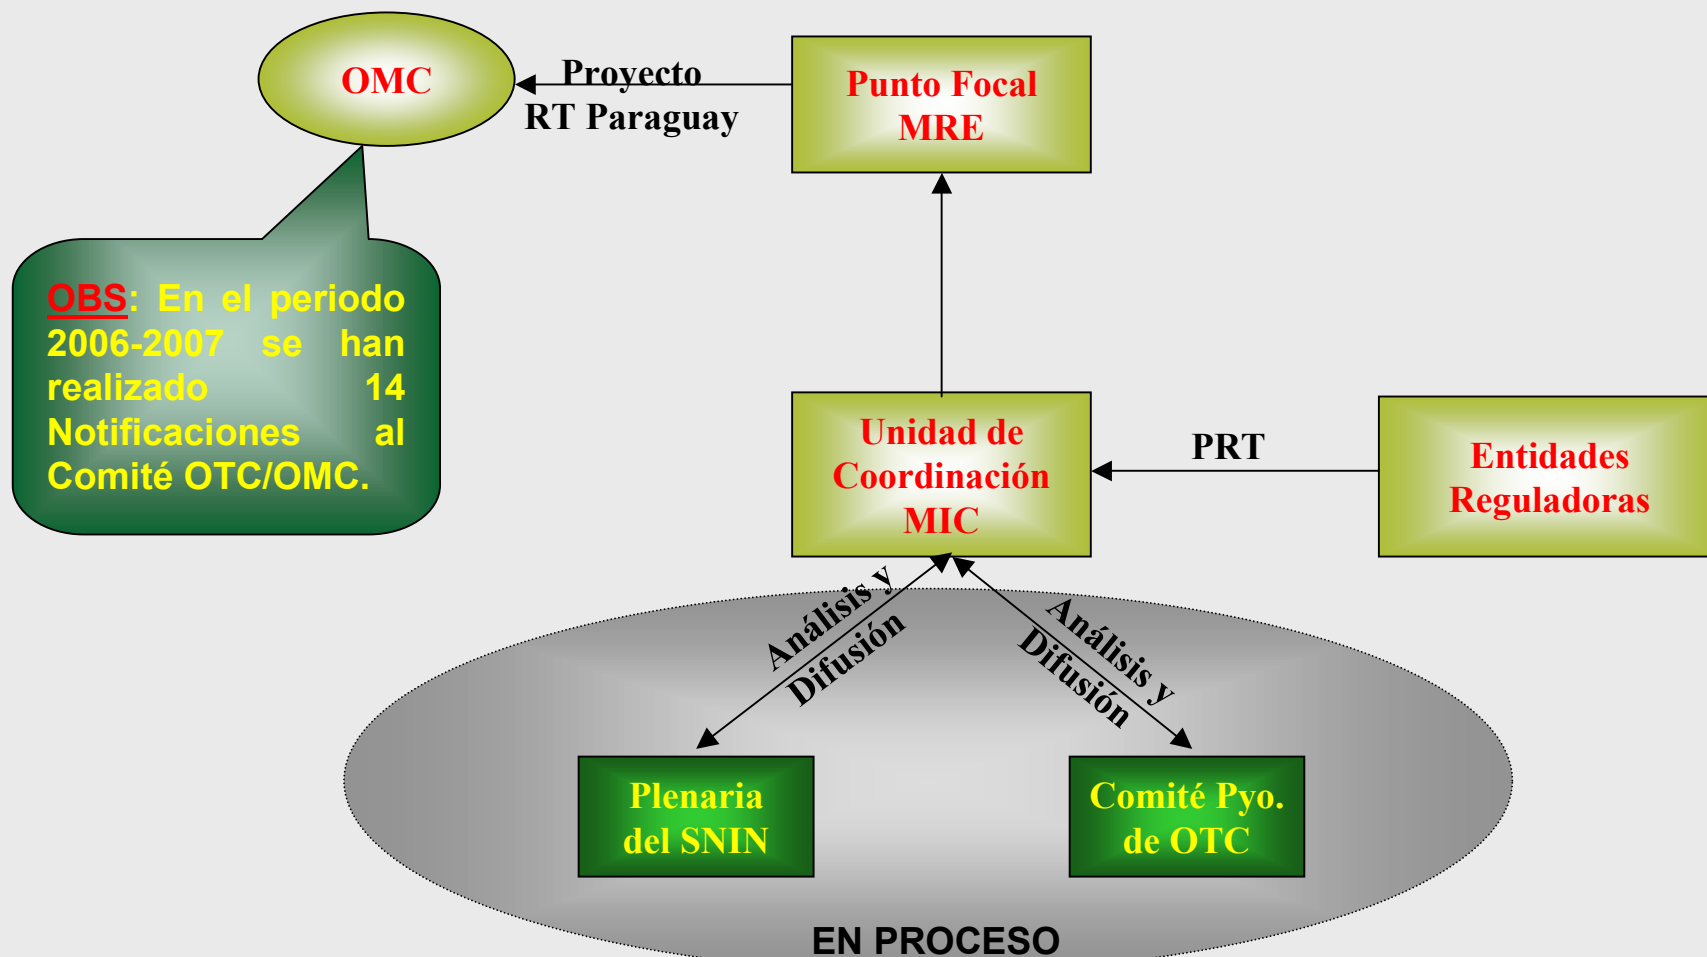 OMC
Proyecto
RT Paraguay
Punto Focal
MRE
OBS: En el periodo
2006-2007 se han
realizado 14
Notificaciones al
Comité OTC/OMC.
Unidad de
Coordinación
MIC
PRT
Entidades
Reguladoras
Análisis y
Difusión
Análisis y
Difusión
Plenaria
del SNIN
Comité Pyo.
de OTC
EN PROCESO